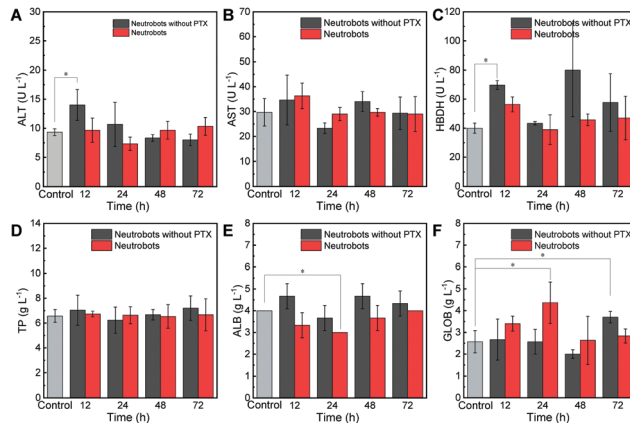 A
Neutrobots without PTX
Neutrobots
ALT (U L-1)
30
25
20
15
10
5
0
*
Control 12 24 48 72
Time (h)
B
Neutrobots without PTX
Neutrobots
AST (U L-1)
80
60
40
20
0
Control 12 24 48 72
Time (h)
C
Neutrobots without PTX
Neutrobots
HBDH (U L-1)
120
100
80
60
40
20
0
*
Control 12 24 48 72
Time (h)
D
Neutrobots without PTX
Neutrobots
TP (g L-1)
14
12
10
8
6
4
2
0
Control 12 24 48 72
Time (h)
E
Neutrobots without PTX
Neutrobots
ALB (g L-1)
8
7
6
5
4
3
2
1
0
*
Control 12 24 48 72
Time (h)
F
Neutrobots without PTX
Neutrobots
GLOB (g L-1)
8
7
6
5
4
3
2
1
0
*
*
Control 12 24 48 72
Time (h)